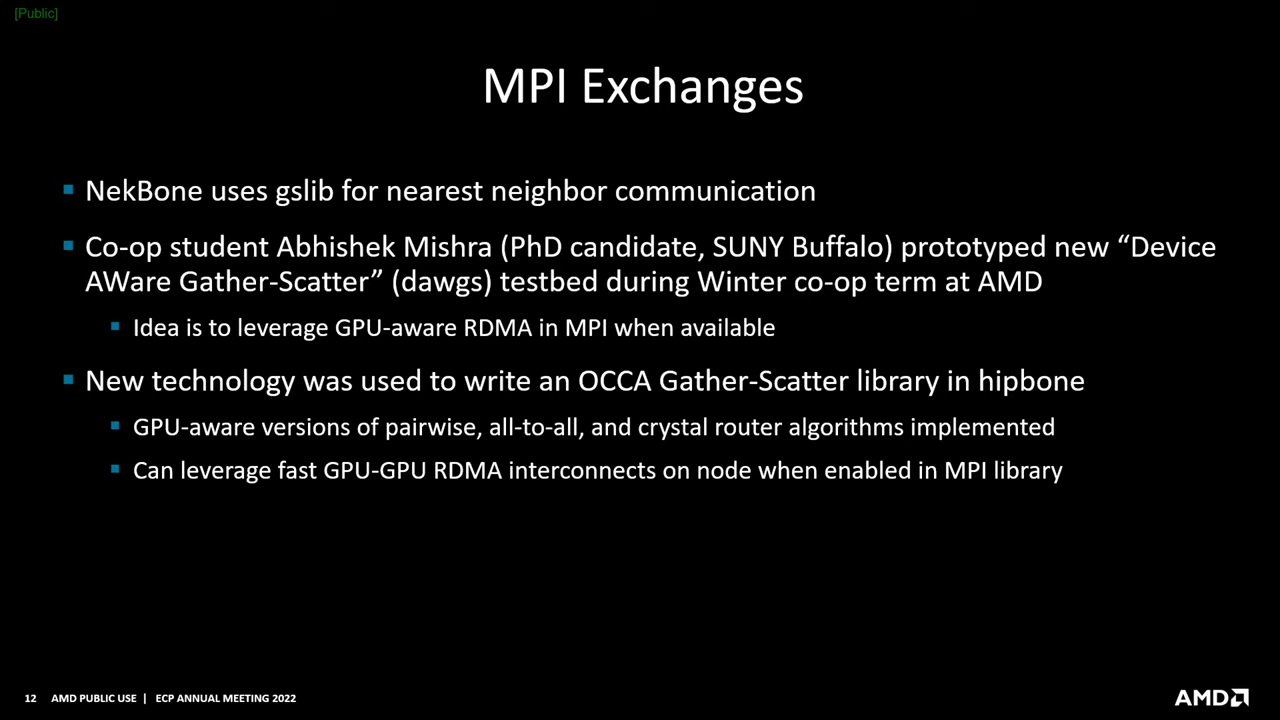 [Public]
MPI Exchanges
NekBone uses gslib for nearest neighbor communication
Co-op student Abhishek Mishra (PhD candidate, SUNY Buffalo) prototyped new “Device
AWare Gather-Scatter” (dawgs) testbed during Winter co-op term at AMD
Idea is to leverage GPU-aware RDMA in MPI when available
New technology was used to write an OCCA Gather-Scatter library in hipbone
GPU-aware versions of pairwise, all-to-all, and crystal router algorithms implemented
Can leverage fast GPU-GPU RDMA interconnects on node when enabled in MPI library
12 AMD PUBLIC USE | ECP ANNUAL MEETING 2022
AMD